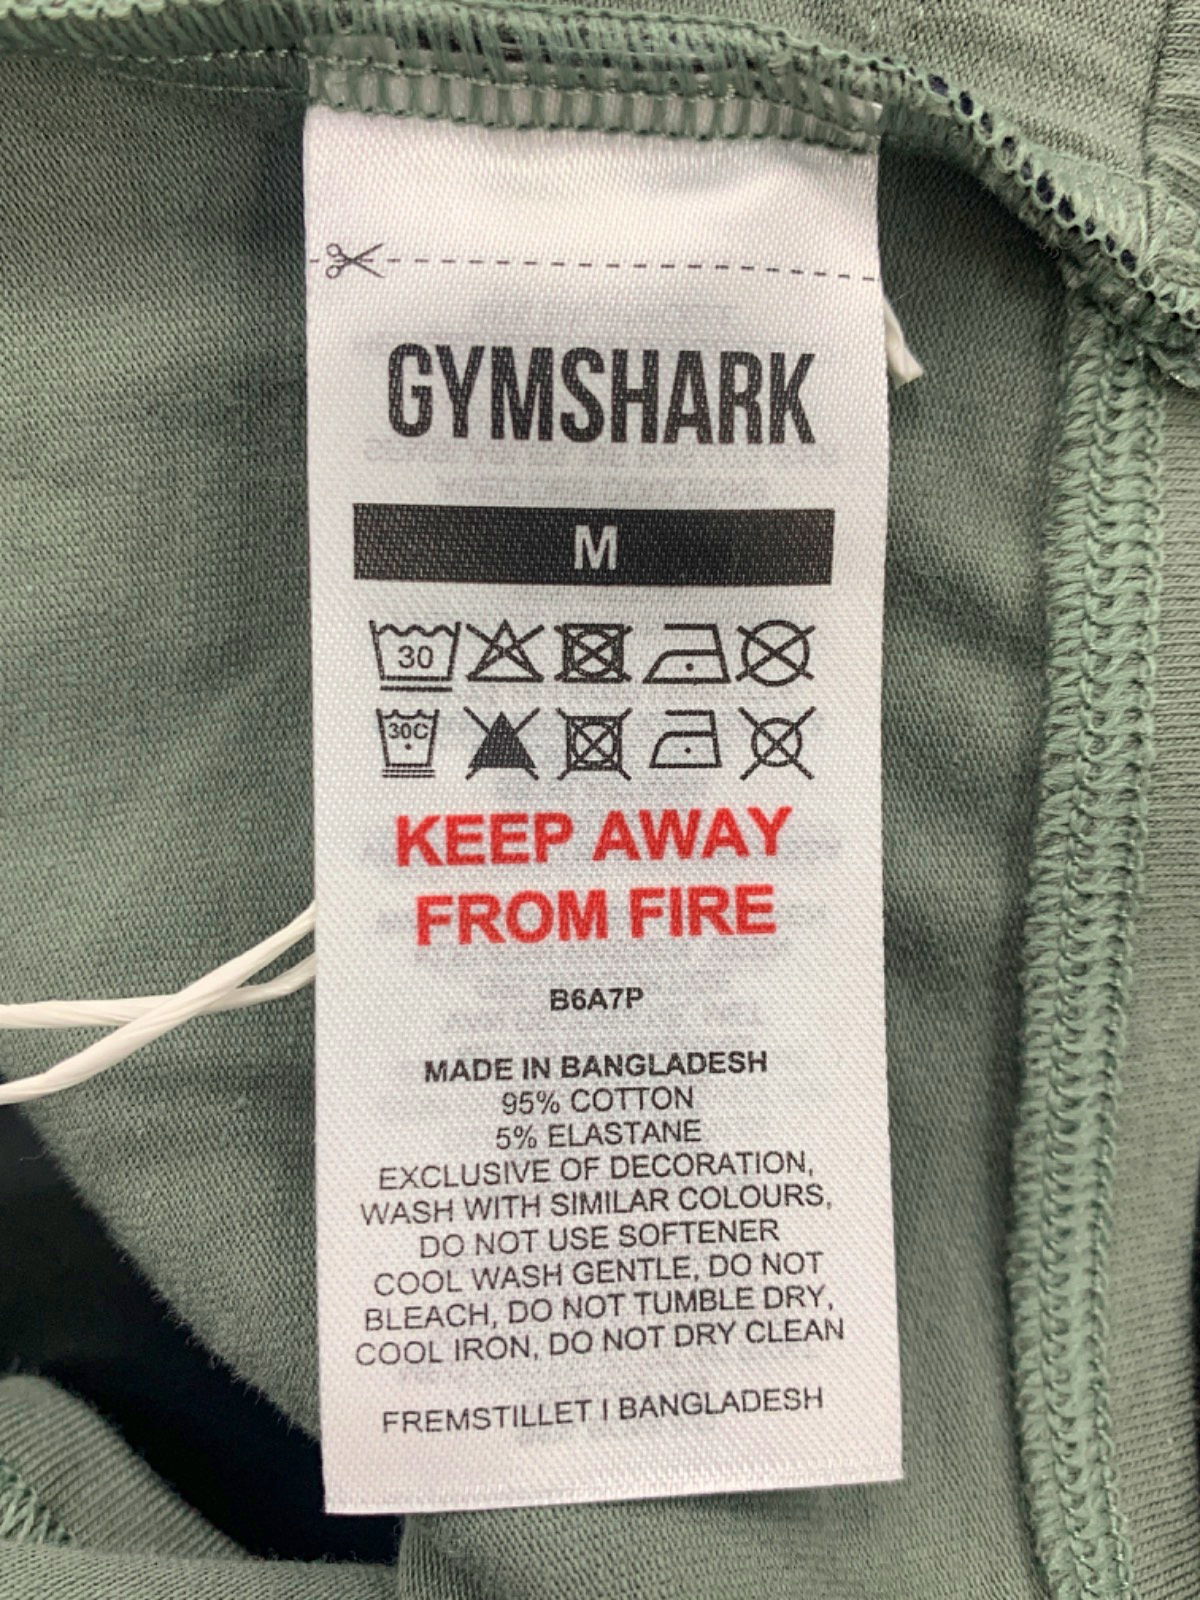 GYMSHARK
M
30
30C
KEEP AWAY
FROM FIRE
B6A7P
MADE IN BANGLADESH
95% COTTON
5% ELASTANE
EXCLUSIVE OF DECORATION,
WASH WITH SIMILAR COLOURS,
DO NOT USE SOFTENER
COOL WASH GENTLE, DO NOT
BLEACH, DO NOT TUMBLE DRY,
COOL IRON, DO NOT DRY CLEAN
FREMSTILLET I BANGLADESH